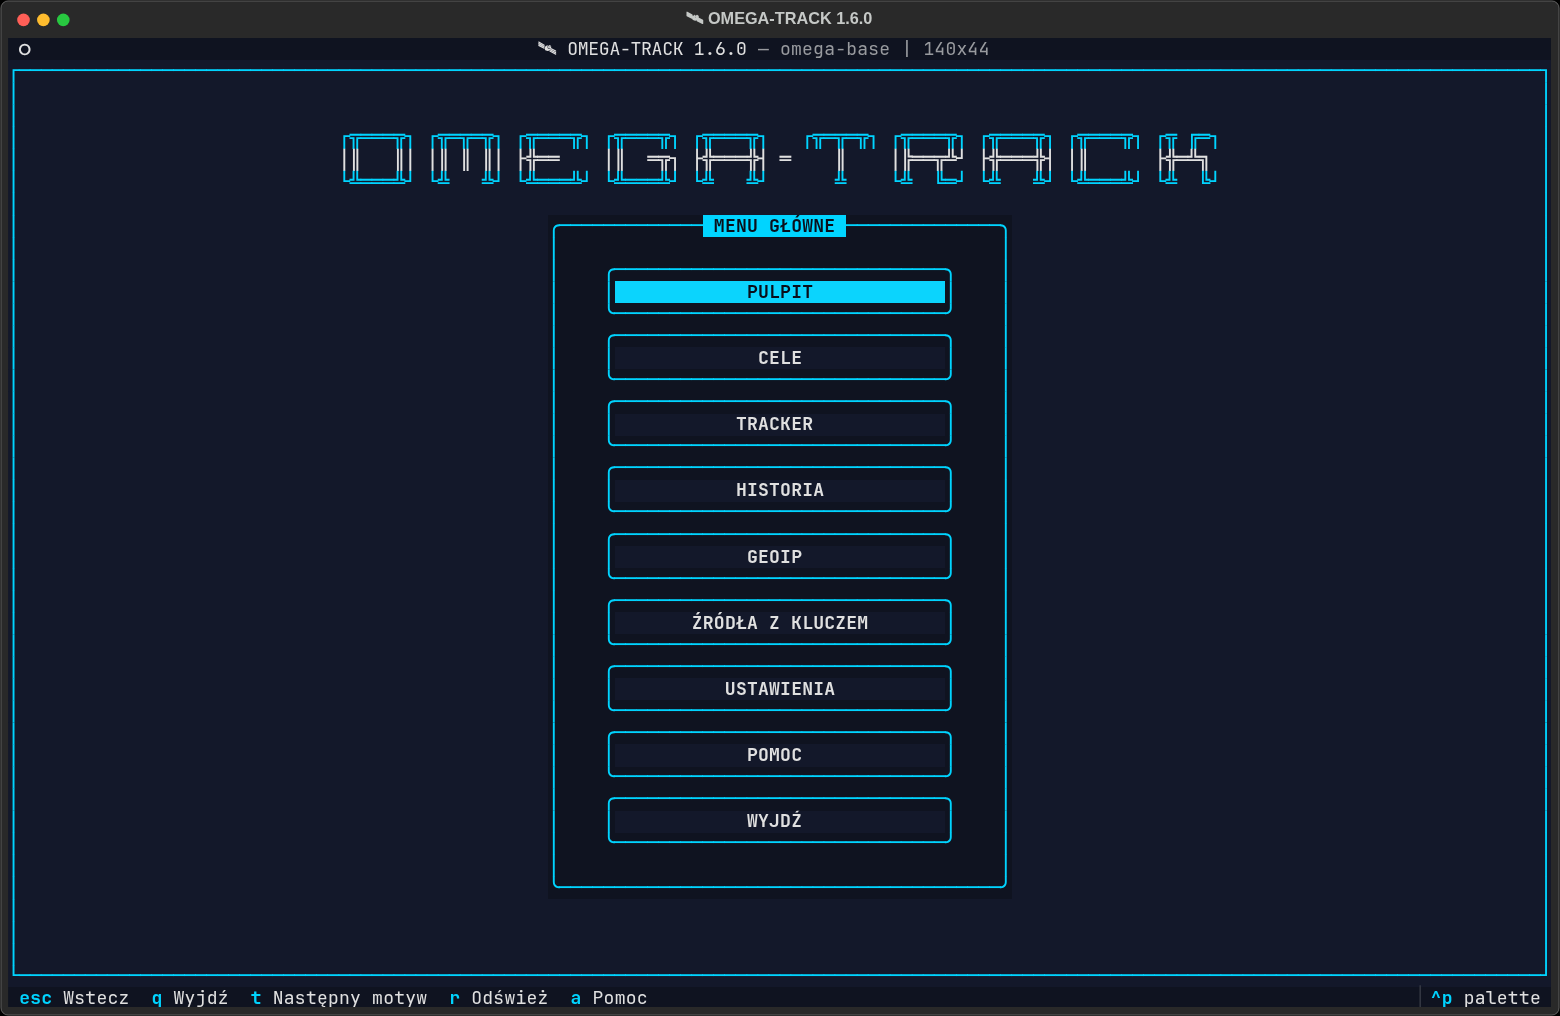 🛰 OMEGA-TRACK 1.6.0
🛰 OMEGA-TRACK 1.6.0 — omega-base | 140x44
OMEGA-TRACK
MENU GŁÓWNE
PULPIT
CELE
TRACKER
HISTORIA
GEOIP
ŹRÓDŁA Z KLUCZEM
USTAWIENIA
POMOC
WYJDŹ
esc Wstecz q Wyjdź t Następny motyw r Odśwież a Pomoc ^p palette